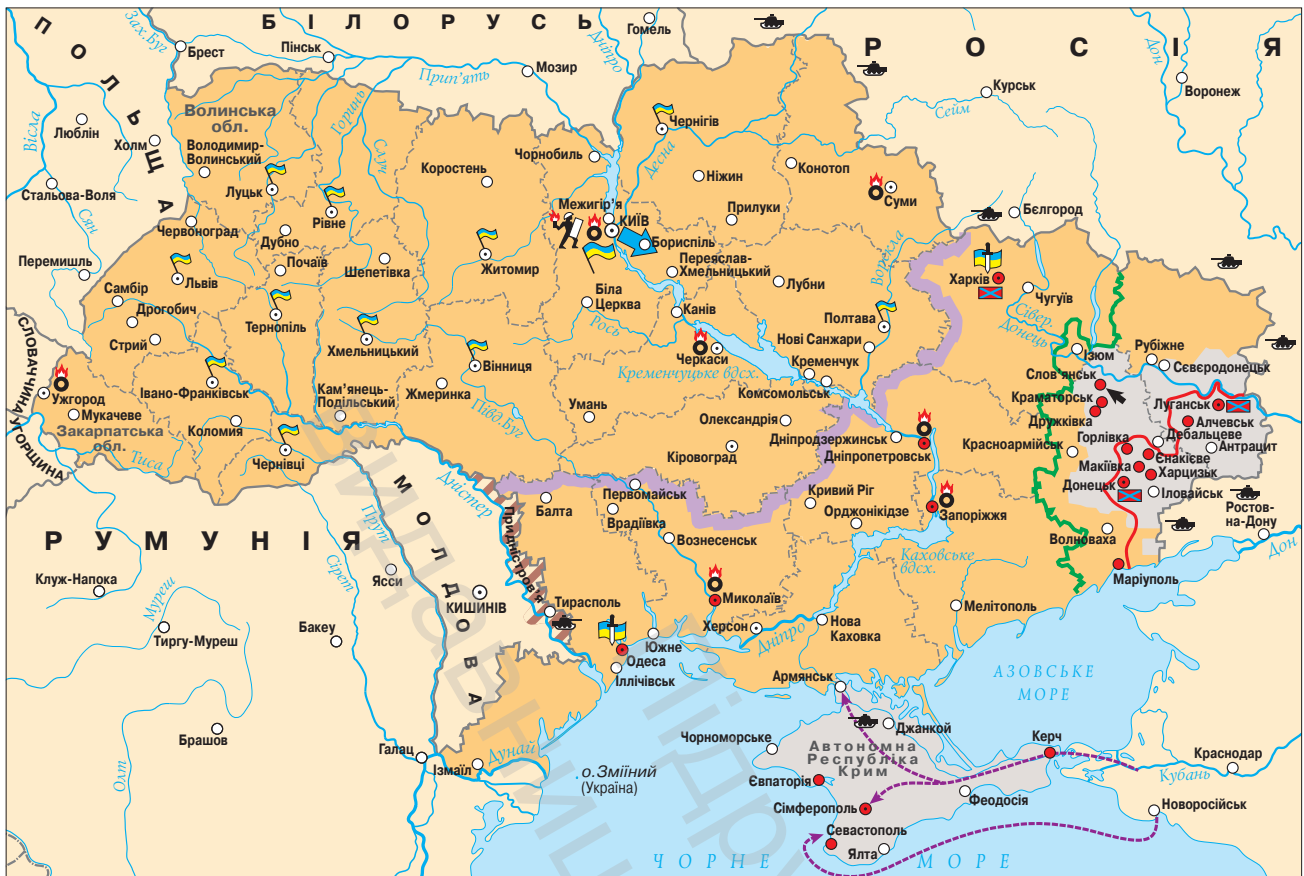 БІЛОРУСЬ
ПОЛЬЩА
РОСІЯ
СЛОВАЧЧИНА
УГОРЩИНА
РУМУНІЯ
МОЛДОВА
Зах.Буг
Брест
Пінськ
Прип'ять
Мозир
Дніпро
Гомель
Дон
Воронеж
Курськ
Сейм
Вісла
Люблін
Холм
Стальова-Воля
Сян
Перемишль
Волинська
обл.
Володимир-
Волинський
Луцьк
Горинь
Случ
Рівне
Дубно
Червоноград
Почаїв
Шепетівка
Коростень
Житомир
Чорнобиль
Межигір'я
КИЇВ
Бориспіль
Чернігів
Десна
Ніжин
Конотоп
Прилуки
Суми
Бєлгород
Переяслав-
Хмельницький
Лубни
Ворскла
Харків
Чугуїв
Сівер.
Донець
Самбір
Дрогобич
Стрий
Львів
Тернопіль
Хмельницький
Вінниця
Біла
Церква
Рось
Канів
Черкаси
Кременчуцьке вдсх.
Полтава
Нові Санжари
Кременчук
Комсомольськ
Ізюм
Рубіжне
Сєвєродонецьк
Слов'янськ
Краматорськ
Дружківка
Луганськ
Алчевськ
Дебальцеве
Антрацит
Горлівка
Єнакієве
Красноармійськ
Макіївка
Харцизьк
Донецьк
Іловайськ
Ростов-
на-Дону
Дон
Волноваха
Маріуполь
Ужгород
Мукачеве
Закарпатська
обл.
Тиса
Івано-Франківськ
Коломия
Чернівці
Кам'янець-
Подільський
Жмеринка
Півд.Буг
Умань
Олександрія
Кіровоград
Дніпродзержинськ
Дніпропетровськ
Дністер
Придністров'я
Балта
Первомайськ
Врадіївка
Вознесенськ
Кривий Ріг
Орджонікідзе
Запоріжжя
Каховське
вдсх.
Мелітополь
Миколаїв
Херсон
Дніпро
Нова
Каховка
Клуж-Напока
Муреш
Тиргу-Муреш
Бакеу
Сірет
Прут
Ясси
КИШИНІВ
Тирасполь
Южне
Одеса
Іллічівськ
Брашов
Олт
Галац
Ізмаїл
Дунай
о.Зміїний
(Україна)
Армянськ
Джанкой
Чорноморське
Автономна
Республіка
Крим
Євпаторія
Сімферополь
Севастополь
Ялта
Феодосія
Керч
Краснодар
Кубань
Новоросійськ
АЗОВСЬКЕ
МОРЕ
ЧОРНЕ МОРЕ